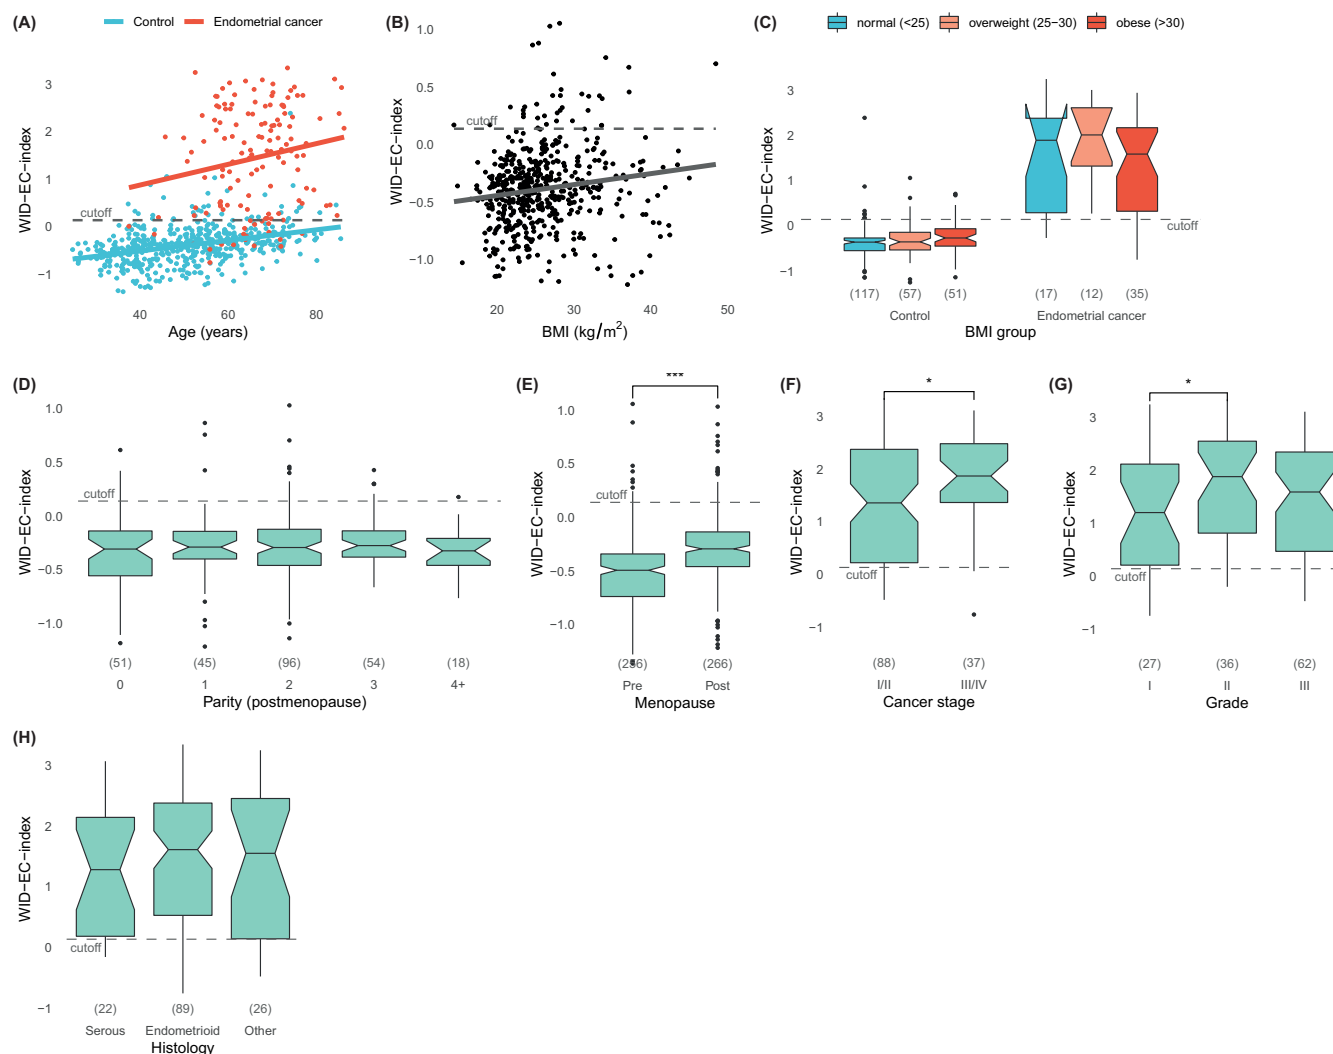 (A)
Control
Endometrial cancer
WID−EC−index
3
2
1
0
−1
cutoff
40
60
80
Age (years)
(B)
WID−EC−index
1.0
0.5
0.0
−0.5
−1.0
cutoff
20
30
40
50
BMI (kg/m²)
(C)
normal (<25)
overweight (25−30)
obese (>30)
WID−EC−index
3
2
1
0
−1
cutoff
(117)
(57)
(51)
(17)
(12)
(35)
Control
Endometrial cancer
BMI group
(D)
WID−EC−index
1.0
0.5
0.0
−0.5
−1.0
cutoff
(51)
(45)
(96)
(54)
(18)
0
1
2
3
4+
Parity (postmenopause)
(E)
***
WID−EC−index
1.0
0.5
0.0
−0.5
−1.0
cutoff
(266)
Pre
Post
Menopause
(F)
*
WID−EC−index
3
2
1
0
−1
cutoff
(88)
(37)
I/II
III/IV
Cancer stage
(G)
*
WID−EC−index
3
2
1
0
−1
cutoff
(27)
(36)
(62)
I
II
III
Grade
(H)
WID−EC−index
3
2
1
0
−1
cutoff
(22)
(89)
(26)
Serous
Endometrioid
Other
Histology